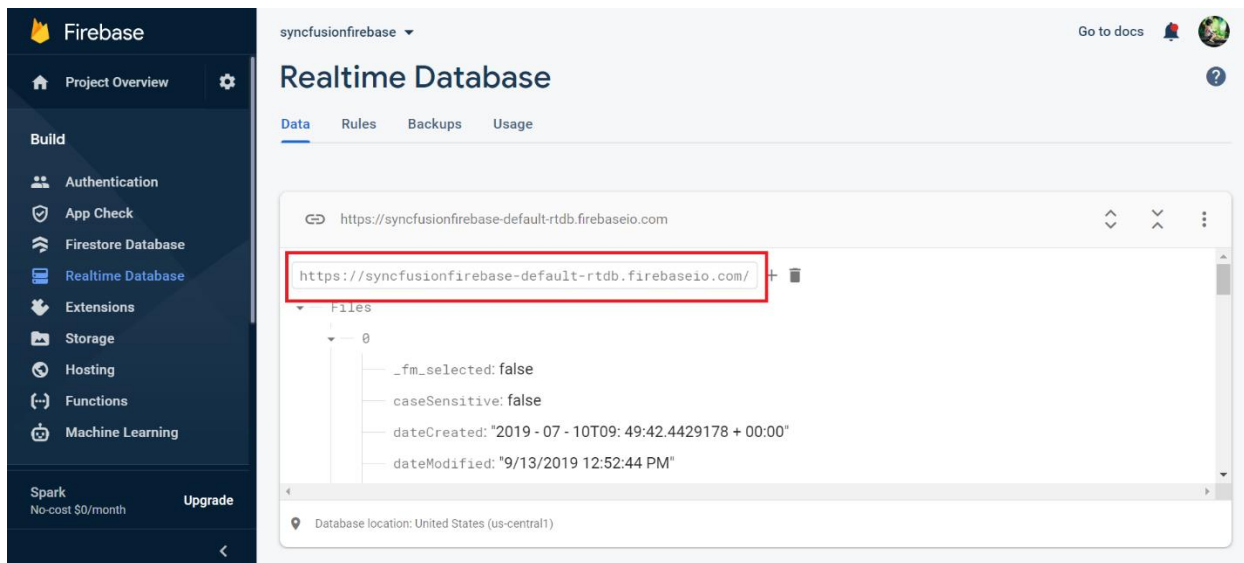 Firebase
Project Overview
Build
Authentication
App Check
Firestore Database
Realtime Database
Extensions
Storage
Hosting
Functions
Machine Learning
Spark
No-cost $0/month
Upgrade
syncfusionfirebase
Go to docs
Realtime Database
Data Rules Backups Usage
https://syncfusionfirebase-default-rtdb.firebaseio.com
https://syncfusionfirebase-default-rtdb.firebaseio.com/
Files
0
_fm_selected: false
caseSensitive: false
dateCreated: "2019 - 07 - 10T09: 49:42.4429178 + 00:00"
dateModified: "9/13/2019 12:52:44 PM"
Database location: United States (us-central1)